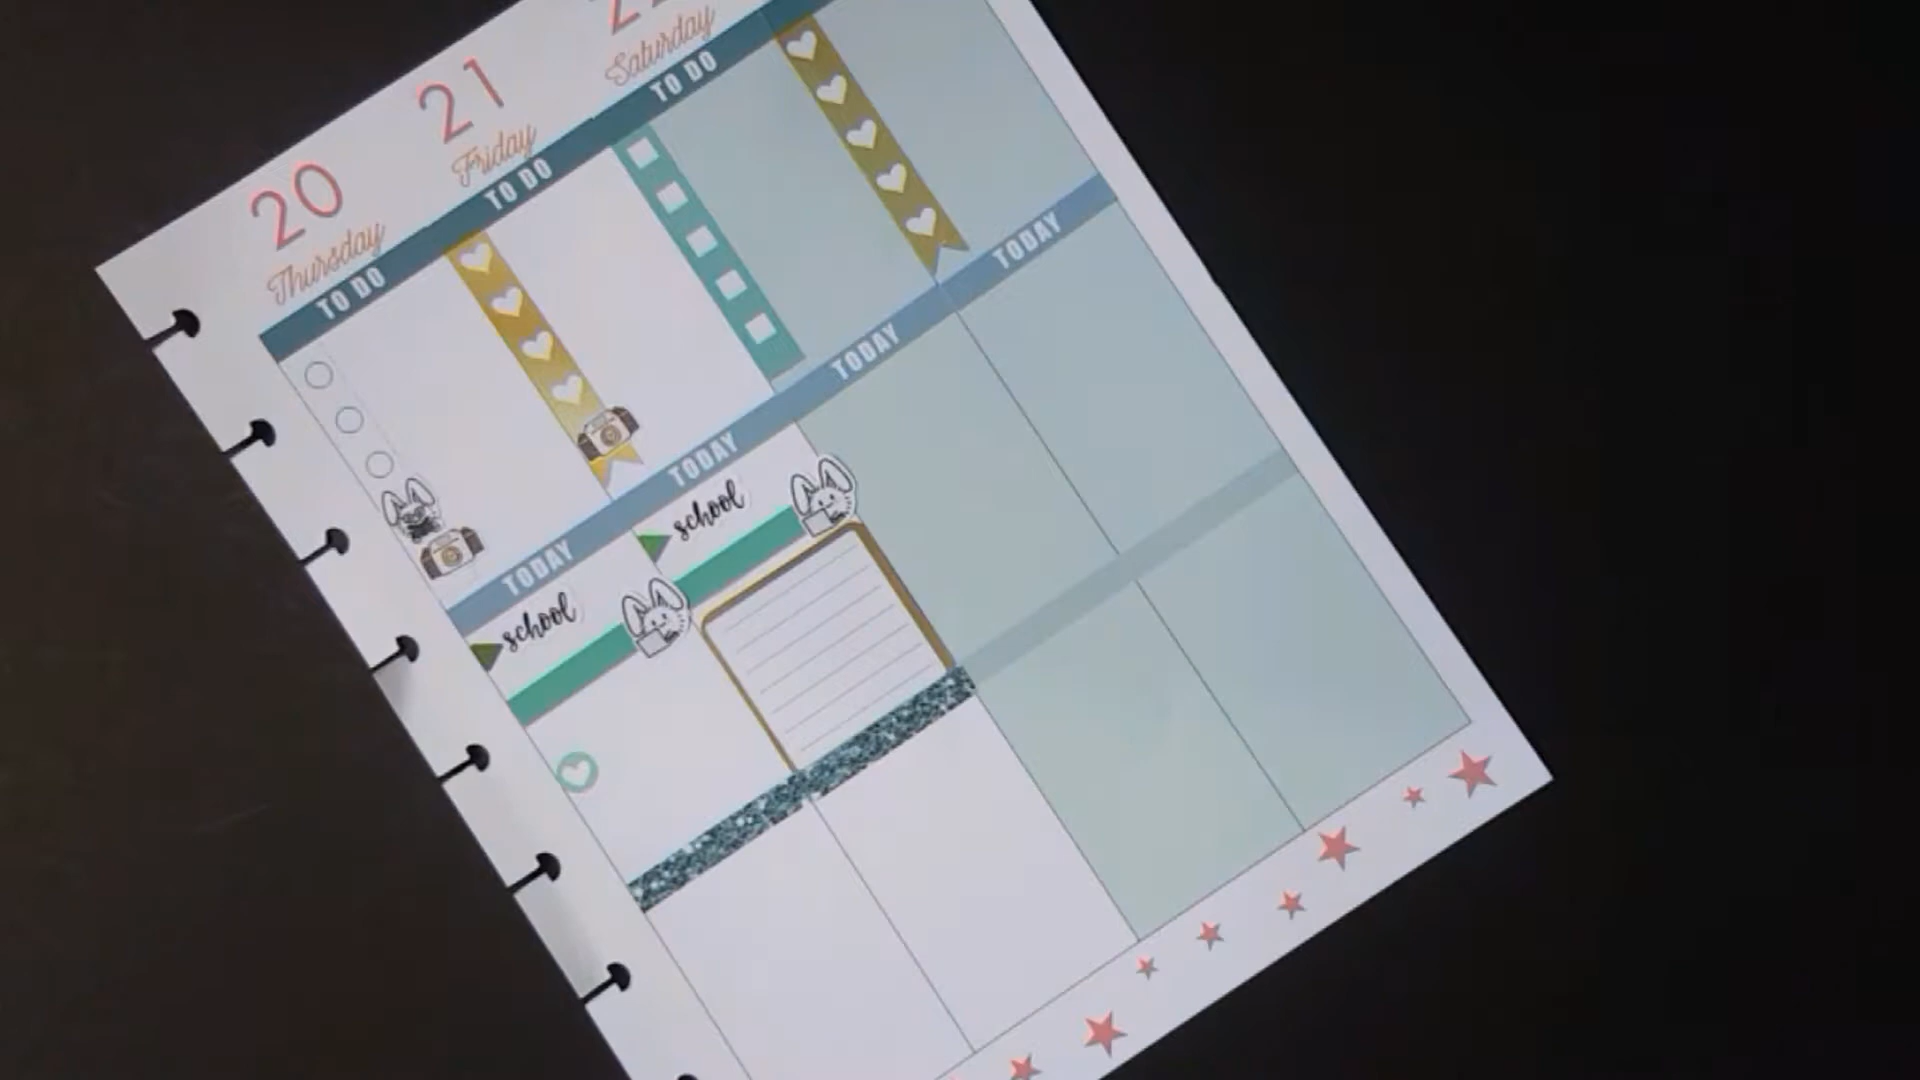 20
Thursday
21
Friday
Saturday
TO DO
TO DO
TO DO
TODAY
TODAY
TODAY
TODAY
school
school